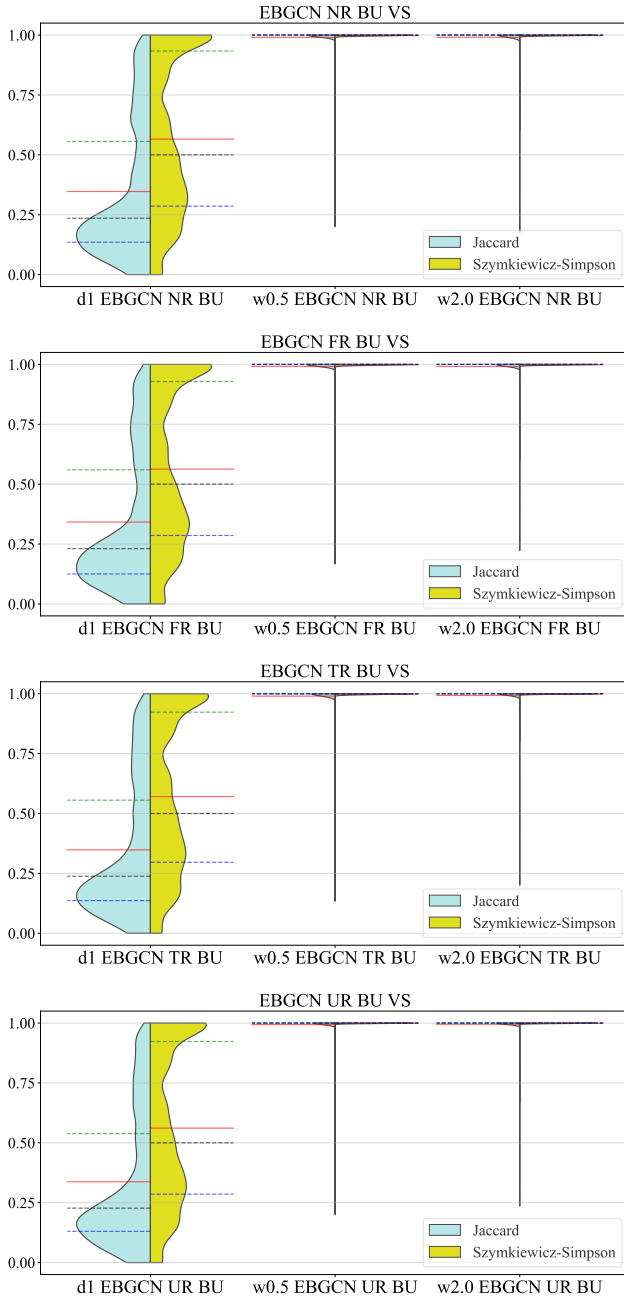 EBGCN NR BU VS
1.00
0.75
0.50
0.25
0.00
Jaccard
Szymkiewicz-Simpson
d1 EBGCN NR BU w0.5 EBGCN NR BU w2.0 EBGCN NR BU
EBGCN FR BU VS
1.00
0.75
0.50
0.25
0.00
Jaccard
Szymkiewicz-Simpson
d1 EBGCN FR BU w0.5 EBGCN FR BU w2.0 EBGCN FR BU
EBGCN TR BU VS
1.00
0.75
0.50
0.25
0.00
Jaccard
Szymkiewicz-Simpson
d1 EBGCN TR BU w0.5 EBGCN TR BU w2.0 EBGCN TR BU
EBGCN UR BU VS
1.00
0.75
0.50
0.25
0.00
Jaccard
Szymkiewicz-Simpson
d1 EBGCN UR BU w0.5 EBGCN UR BU w2.0 EBGCN UR BU